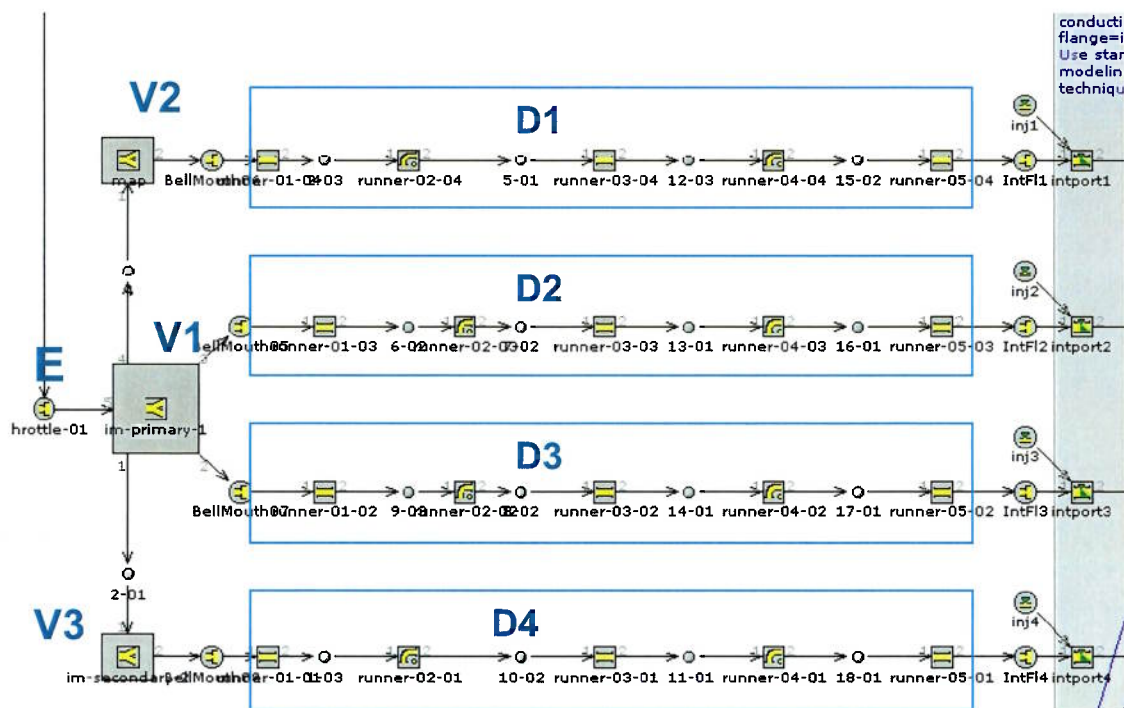 conducti
flange=i
Use star
modelin
techniqu
V2
D1
inj1
map
runner-02-04
5-01
runner-03-04
12-03
runner-04-04
15-02
runner-05-04
IntFl1
intport1
D2
inj2
V1
4
6-02
runner-03-03
13-01
runner-04-03
16-01
runner-05-03
IntFl2
intport2
E
hrottle-01
im-primary-1
1
2
D3
inj3
runner-03-02
14-01
runner-04-02
17-01
runner-05-02
IntFl3
intport3
2-01
V3
D4
inj4
runner-02-01
10-02
runner-03-01
11-01
runner-04-01
18-01
runner-05-01
IntFl4
intport4